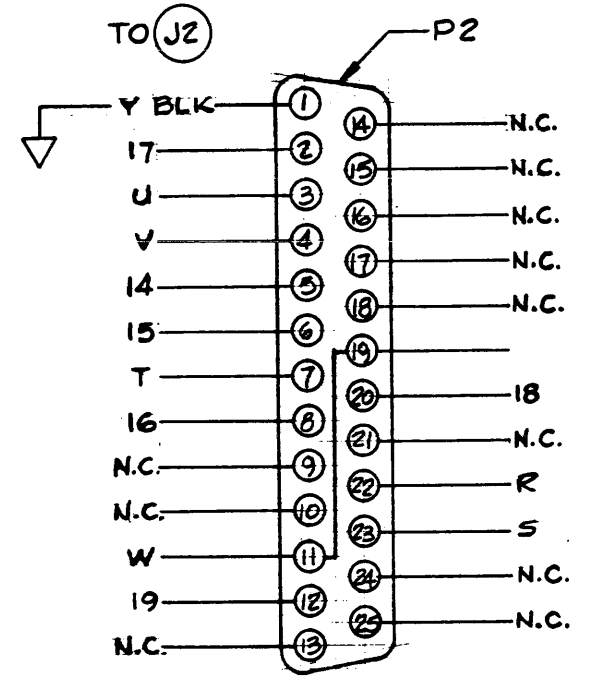 TO J2
P2
Y BLK 1
17 2
U 3
V 4
14 5
15 6
T 7
16 8
N.C. 9
N.C. 10
W 11
19 12
N.C. 13
14 N.C.
15 N.C.
16 N.C.
17 N.C.
18 N.C.
19
20 18
21 N.C.
22 R
23 S
24 N.C.
25 N.C.